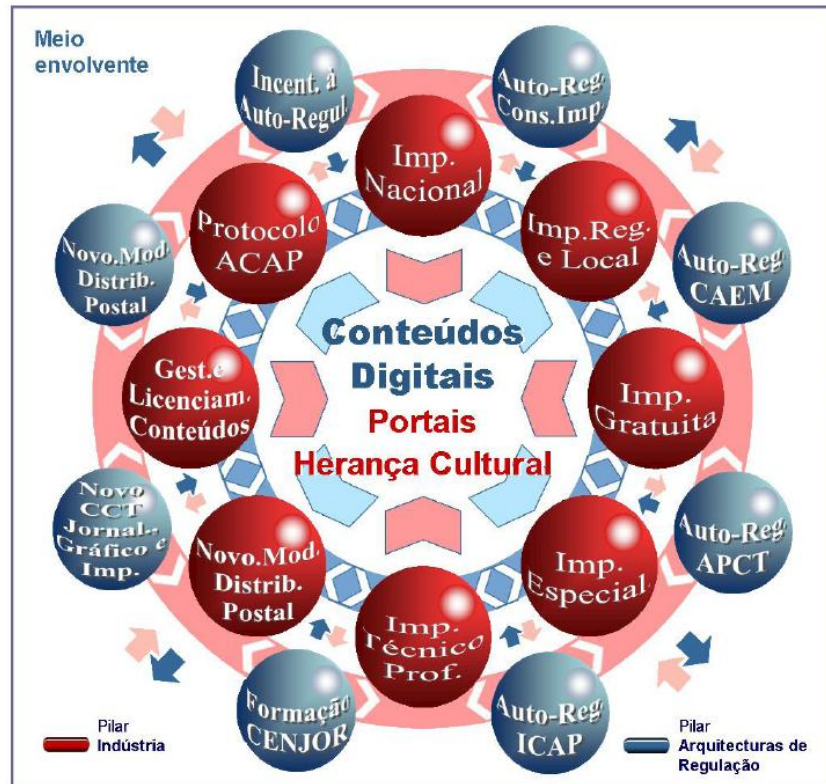 Meio
envolvente
Incent. á
Auto-Regul.
Auto-Reg.
Cons.Imp.
Imp.
Nacional
Protocolo
ACAP
Imp.Reg.
e Local
Novo.Mod.
Distrib.
Postal
Auto-Reg.
CAEM
Conteúdos
Digitais
Portais
Herança Cultural
Gest.e
Licenciam.
Conteúdos
Imp.
Gratuita
Novo
CCT
Jornal.,
Gráfico e
Imp.
Auto-Reg.
APCT
Novo.Mod.
Distrib.
Postal
Imp.
Especial.
Imp.
Técnico
Prof.
Formação
CENJOR
Auto-Reg.
ICAP
Pilar
Indústria
Pilar
Arquitecturas de
Regulação